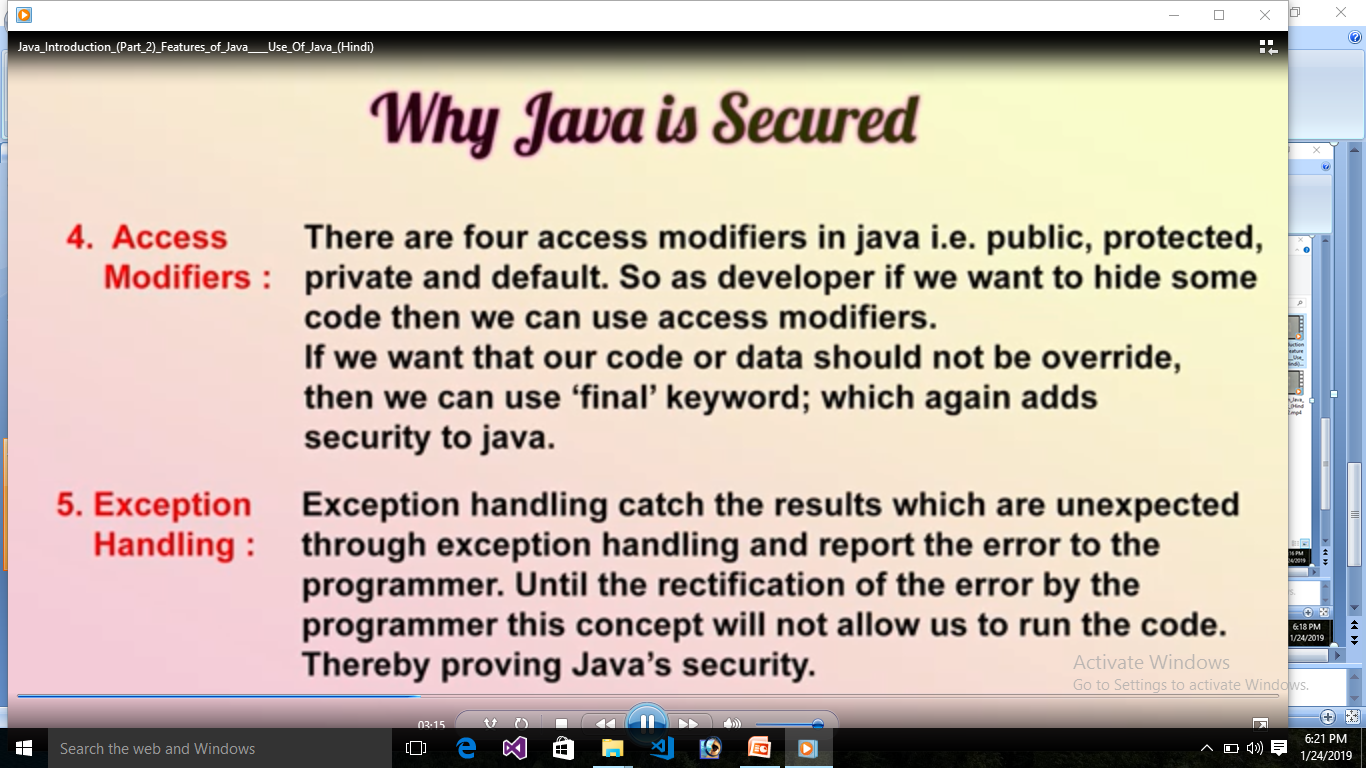 Java_Introduction_(Part_2)_Features_of_Java____Use_Of_Java_(Hindi)
Why Java is Secured
4. Access Modifiers :
There are four access modifiers in java i.e. public, protected,
private and default. So as developer if we want to hide some
code then we can use access modifiers.
If we want that our code or data should not be override,
then we can use ‘final’ keyword; which again adds
security to java.
5. Exception Handling :
Exception handling catch the results which are unexpected
through exception handling and report the error to the
programmer. Until the rectification of the error by the
programmer this concept will not allow us to run the code.
Thereby proving Java’s security.
Activate Windows
Go to Settings to activate Windows.
03:15
6:18 PM
1/24/2019
Search the web and Windows
6:21 PM
1/24/2019